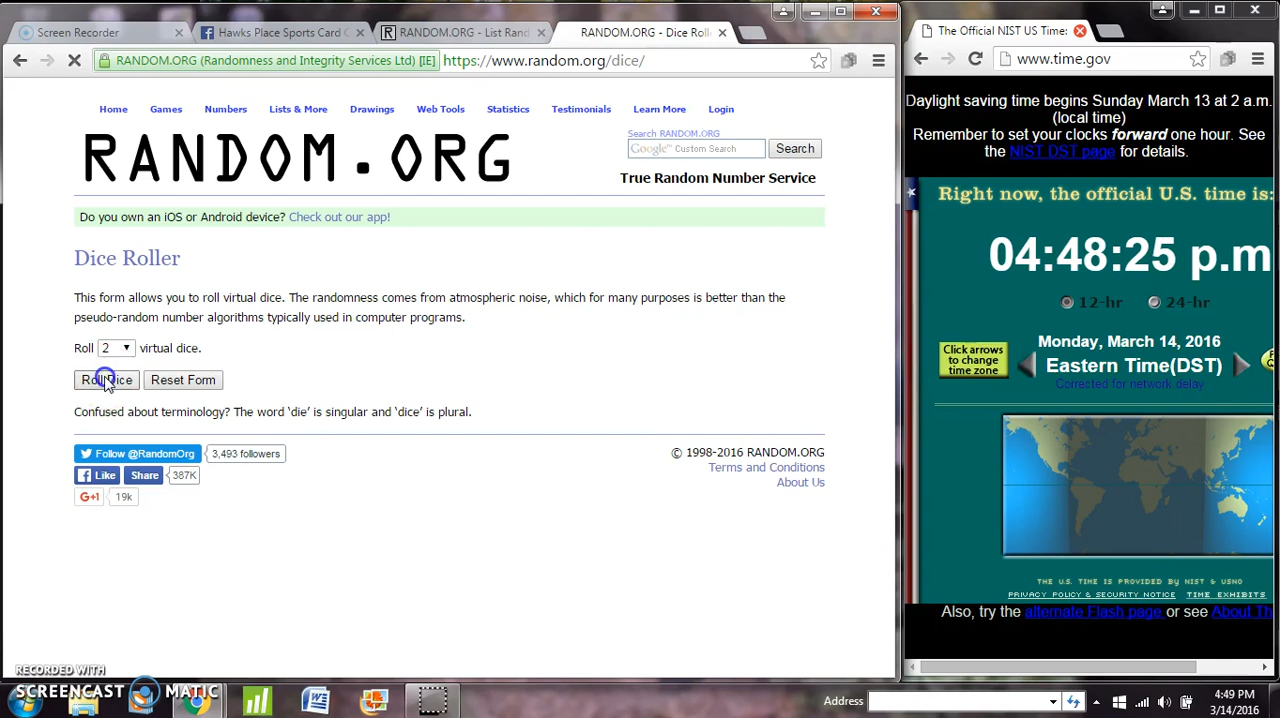 Screen Recorder
Hawks Place Sportscard C
RANDOM.ORG - List Rand
RANDOM.ORG - Dice Roll
RANDOM.ORG (Randomness and Integrity Services Ltd) [IE]
https://www.random.org/dice/
Home Games Numbers Lists & More Drawings Web Tools Statistics Testimonials Learn More Login
RANDOM.ORG
Search RANDOM.ORG
Google™ Custom Search
Search
True Random Number Service
Do you own an iOS or Android device? Check out our app!
Dice Roller
This form allows you to roll virtual dice. The randomness comes from atmospheric noise, which for many purposes is better than the
pseudo-random number algorithms typically used in computer programs.
Roll 2 virtual dice.
Roll Dice Reset Form
Confused about terminology? The word ‘die’ is singular and ‘dice’ is plural.
Follow @RandomOrg 3,493 followers
Like Share 387K
G+1 19k
© 1998-2016 RANDOM.ORG
Terms and Conditions
About Us
The Official NIST US Time:
www.time.gov
Daylight saving time begins Sunday March 13 at 2 a.m.
(local time)
Remember to set your clocks forward one hour. See
the NIST DST page for details.
Right now, the official U.S. time is:
04:48:25 p.m
12-hr 24-hr
Click arrows
to change
time zone
Monday, March 14, 2016
Eastern Time(DST)
Corrected for network delay
THE U.S. TIME IS PROVIDED BY NIST & USNO
PRIVACY POLICY & SECURITY NOTICE TIME EXHIBITS
Also, try the alternate Flash page or see About Th
RECORDED WITH
SCREENCAST MATIC
Address
4:49 PM
3/14/2016